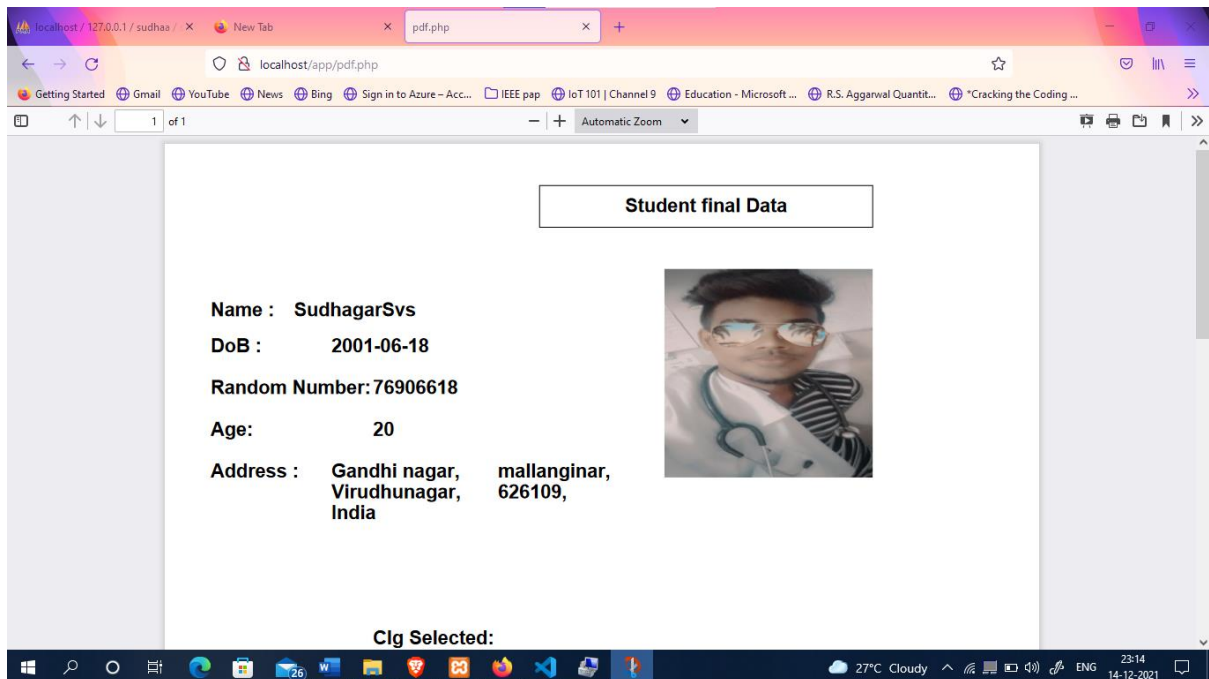 localhost / 127.0.0.1 / sudhaa / New Tab pdf.php
localhost/app/pdf.php
Getting Started Gmail YouTube News Bing Sign in to Azure – Acc... IEEE pap IoT 101 | Channel 9 Education - Microsoft ... R.S. Aggarwal Quantit... *Cracking the Coding ...
1 of 1 Automatic Zoom
Student final Data
Name : SudhagarSvs
DoB : 2001-06-18
Random Number: 76906618
Age: 20
Address : Gandhi nagar, mallanginar,
Virudhunagar, 626109,
India
Clg Selected:
26 27°C Cloudy ENG 23:14
14-12-2021